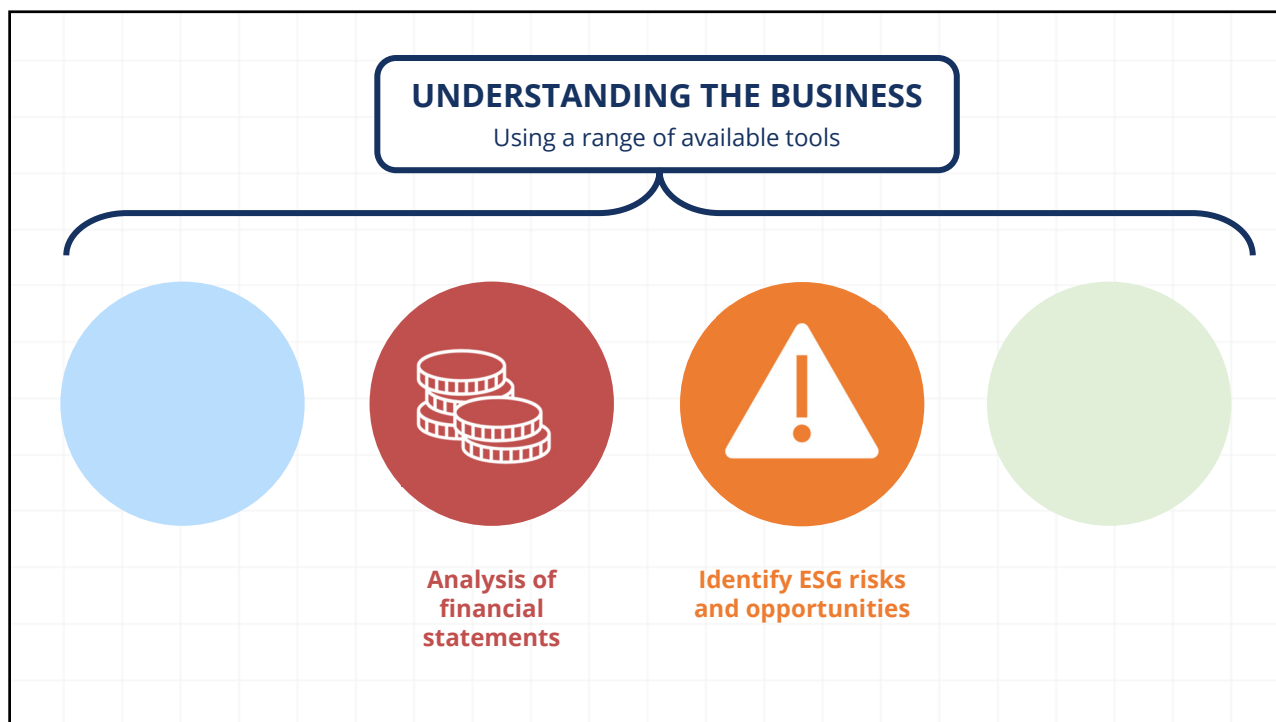 UNDERSTANDING THE BUSINESS
Using a range of available tools
Analysis of
financial
statements
Identify ESG risks
and opportunities